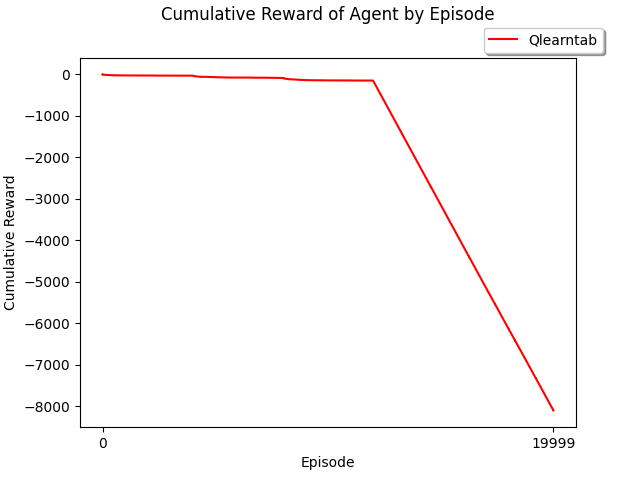 Cumulative Reward of Agent by Episode
Qlearntab
0
−1000
−2000
−3000
−4000
−5000
−6000
−7000
−8000
Cumulative Reward
0 19999
Episode